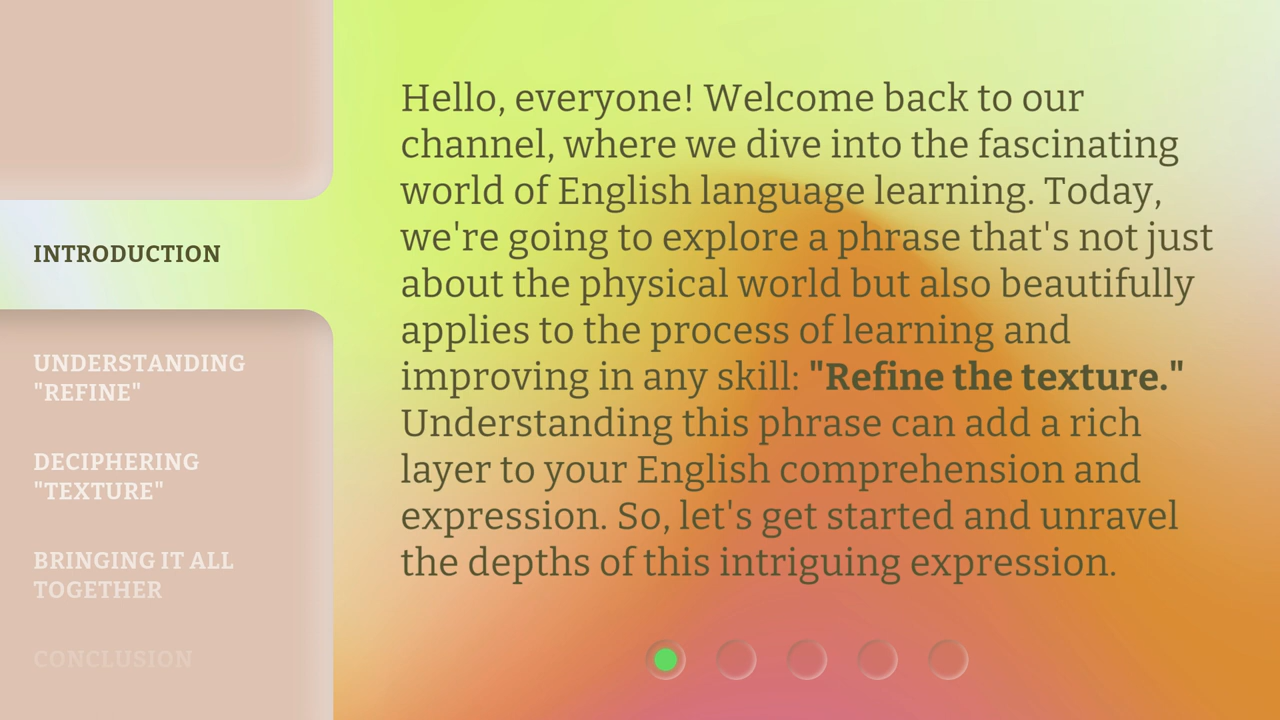 INTRODUCTION
UNDERSTANDING
"REFINE"
DECIPHERING
"TEXTURE"
BRINGING IT ALL
TOGETHER
CONCLUSION
Hello, everyone! Welcome back to our
channel, where we dive into the fascinating
world of English language learning. Today,
we're going to explore a phrase that's not just
about the physical world but also beautifully
applies to the process of learning and
improving in any skill: "Refine the texture."
Understanding this phrase can add a rich
layer to your English comprehension and
expression. So, let's get started and unravel
the depths of this intriguing expression.